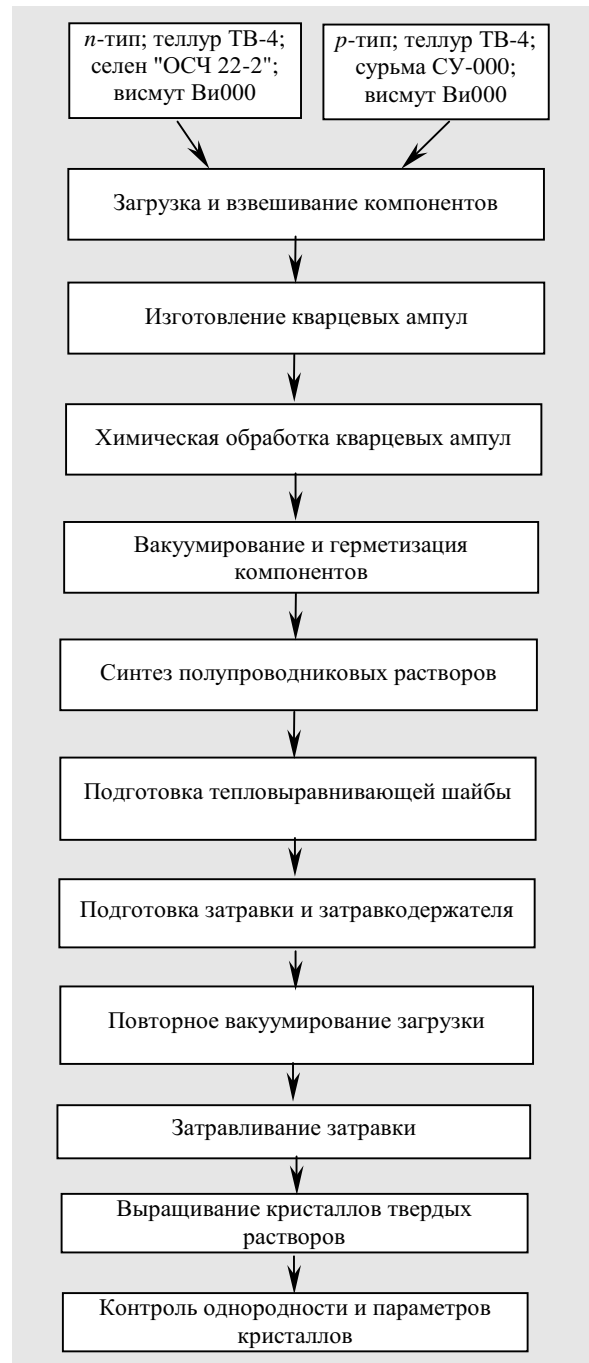 n-тип; теллур ТВ-4;
селен "ОСЧ 22-2";
висмут Ви000
p-тип; теллур ТВ-4;
сурьма СУ-000;
висмут Ви000
Загрузка и взвешивание компонентов
Изготовление кварцевых ампул
Химическая обработка кварцевых ампул
Вакуумирование и герметизация
компонентов
Синтез полупроводниковых растворов
Подготовка тепловыравнивающей шайбы
Подготовка затравки и затравкодержателя
Повторное вакуумирование загрузки
Затравливание затравки
Выращивание кристаллов твердых
растворов
Контроль однородности и параметров
кристаллов